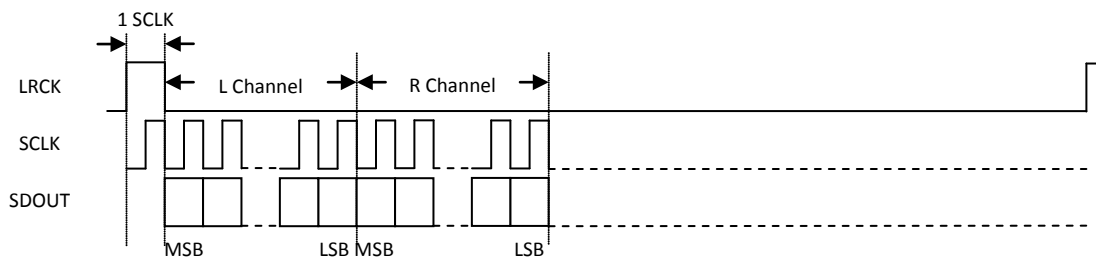 1 SCLK
LRCK
L Channel
R Channel
SCLK
SDOUT
MSB
LSB
MSB
LSB